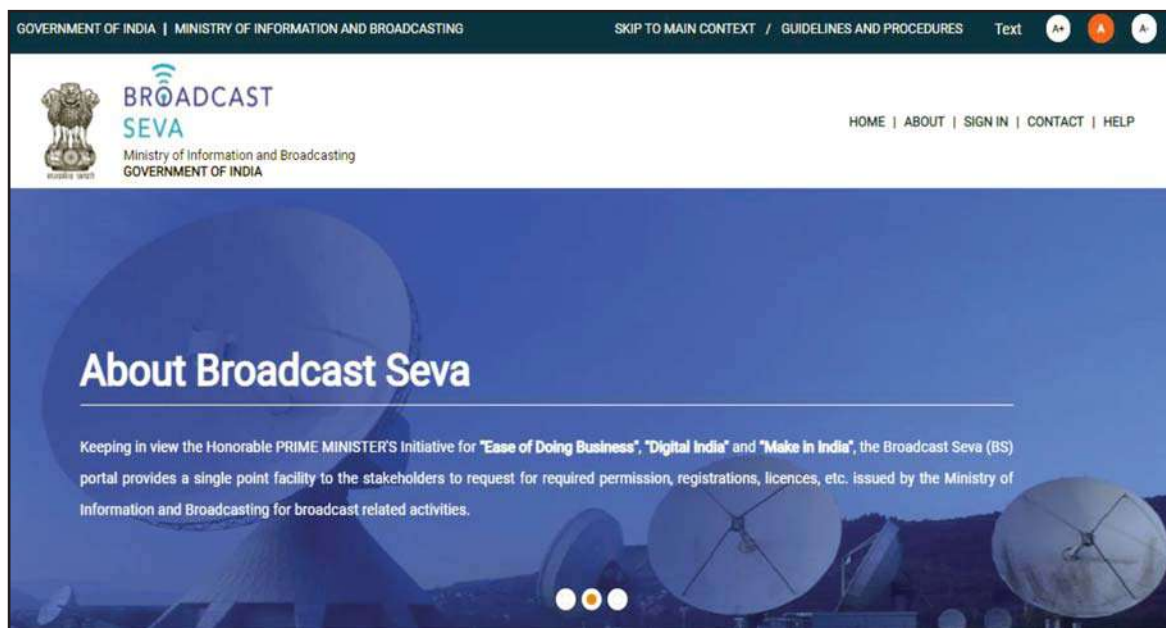 GOVERNMENT OF INDIA | MINISTRY OF INFORMATION AND BROADCASTING
SKIP TO MAIN CONTEXT / GUIDELINES AND PROCEDURES Text A+ A A-
BROADCAST
SEVA
Ministry of Information and Broadcasting
GOVERNMENT OF INDIA
HOME | ABOUT | SIGN IN | CONTACT | HELP
About Broadcast Seva
Keeping in view the Honorable PRIME MINISTER'S Initiative for "Ease of Doing Business", "Digital India" and "Make in India", the Broadcast Seva (BS)
portal provides a single point facility to the stakeholders to request for required permission, registrations, licences, etc. issued by the Ministry of
Information and Broadcasting for broadcast related activities.